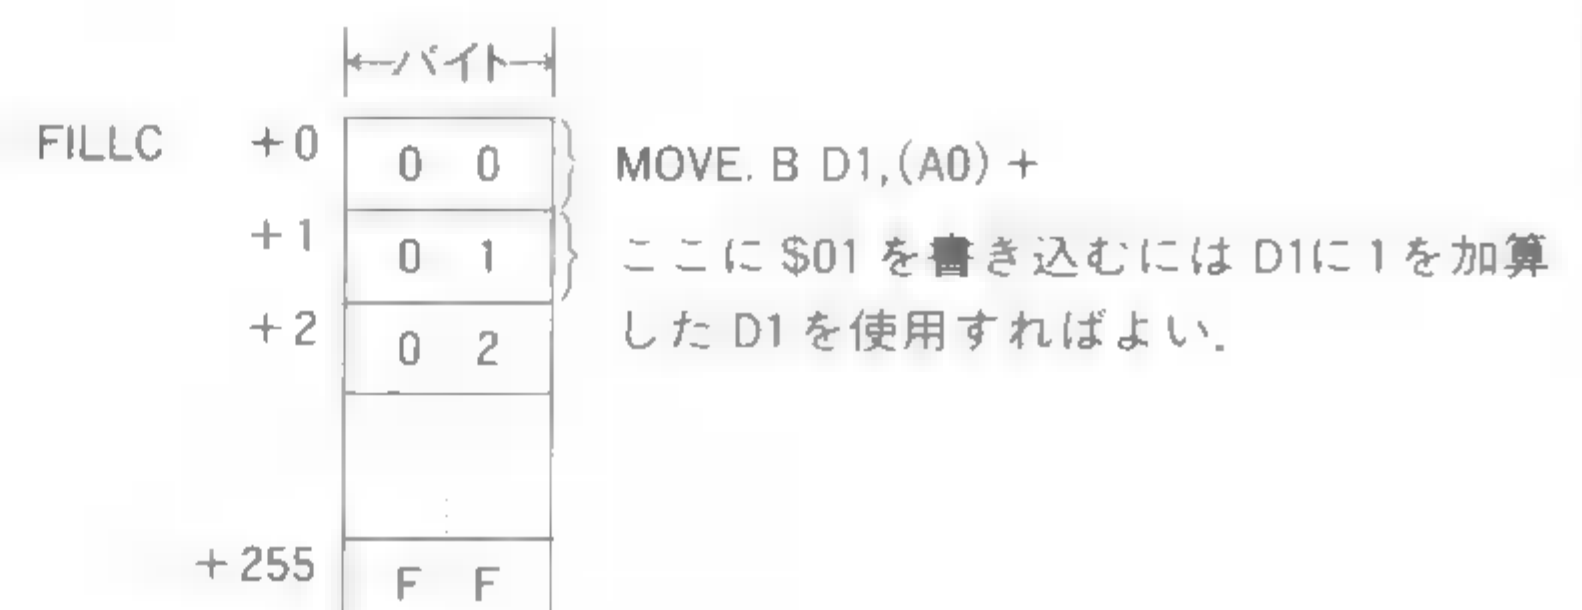 ←バイト→
FILLC +0 0 0 MOVE. B D1,(A0) +
+1 0 1 ここに $01 を書き込むには D1に1を加算
+2 0 2 した D1 を使用すればよい.
+255 F F